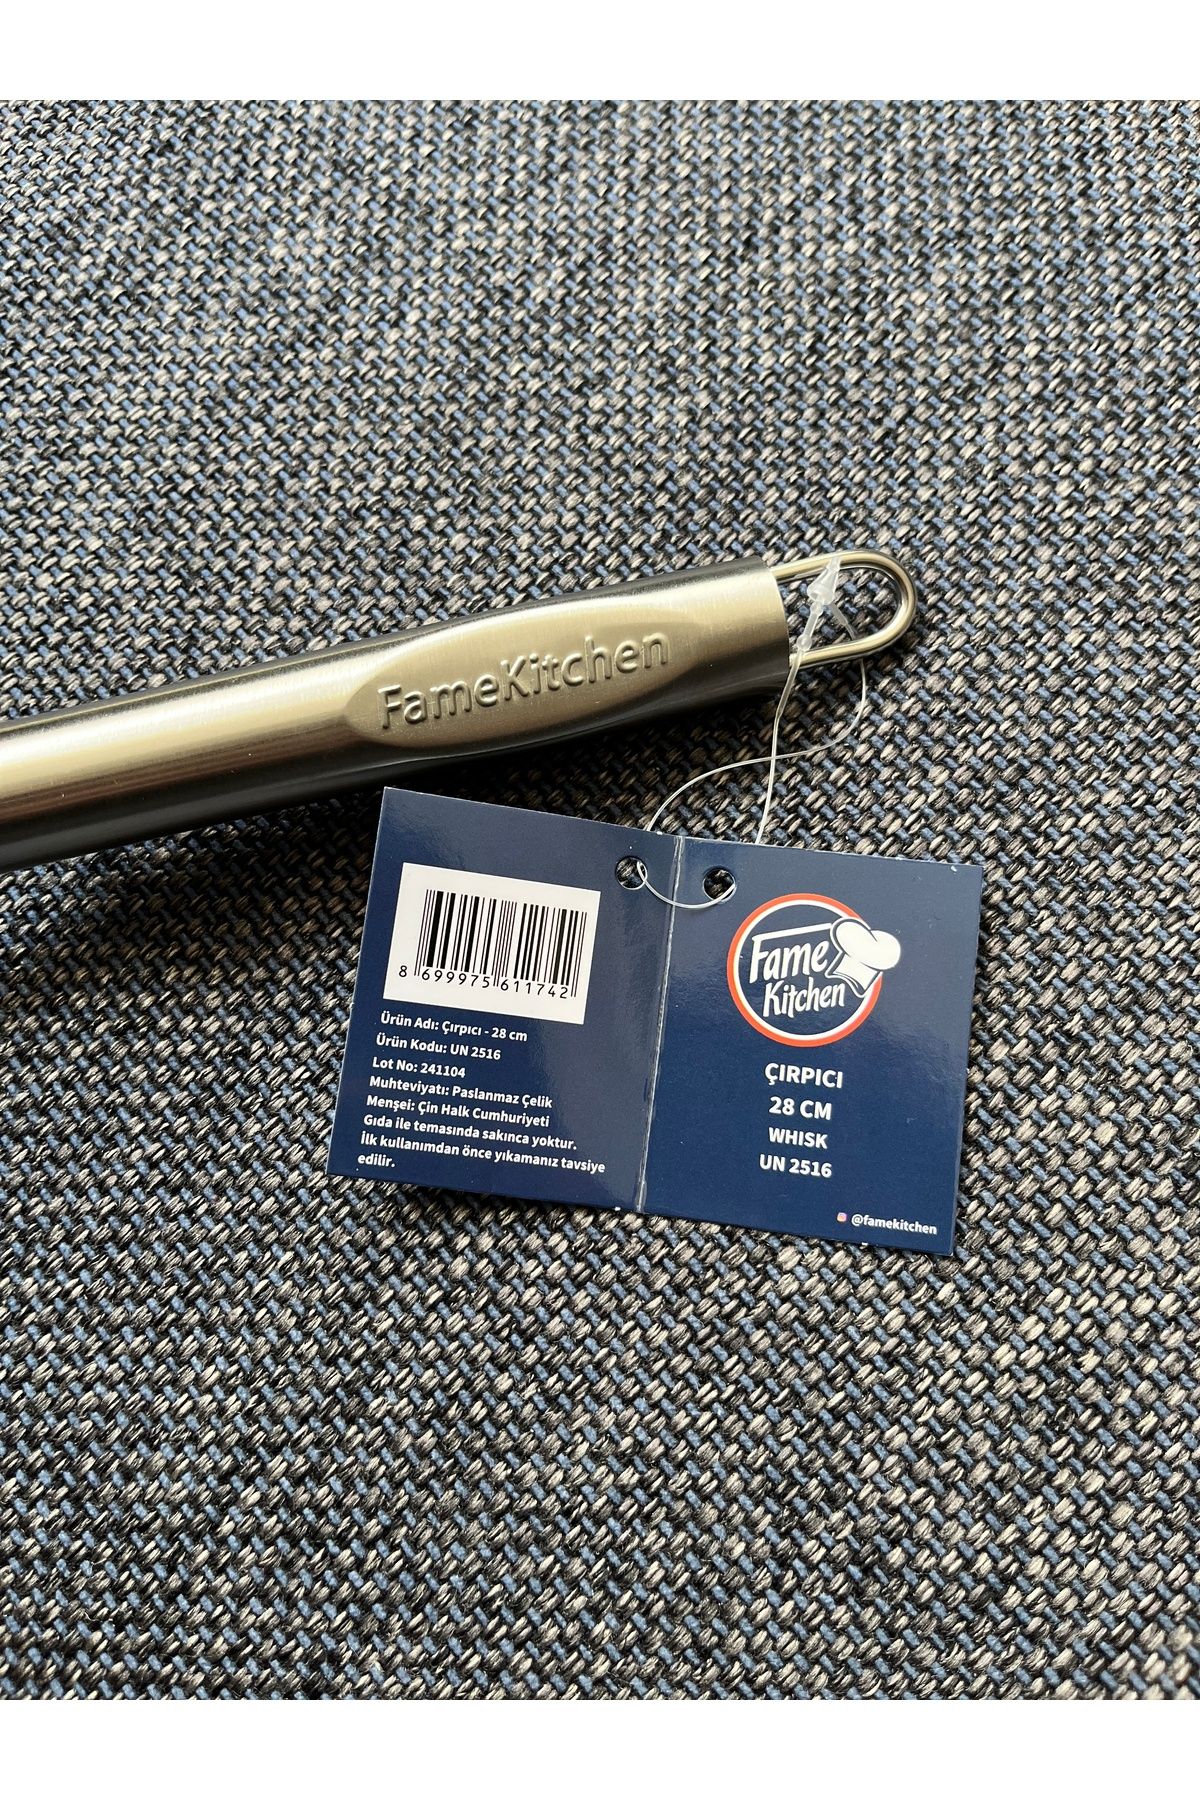 FameKitchen
8 699975 611742
Ürün Adı: Çırpıcı - 28 cm
Ürün Kodu: UN 2516
Lot No: 241104
Muhteviyatı: Paslanmaz Çelik
Menşei: Çin Halk Cumhuriyeti
Gıda ile temasında sakınca yoktur.
İlk kullanımdan önce yıkamanız tavsiye
edilir.
Fame
Kitchen
ÇIRPICI
28 CM
WHISK
UN 2516
@famekitchen